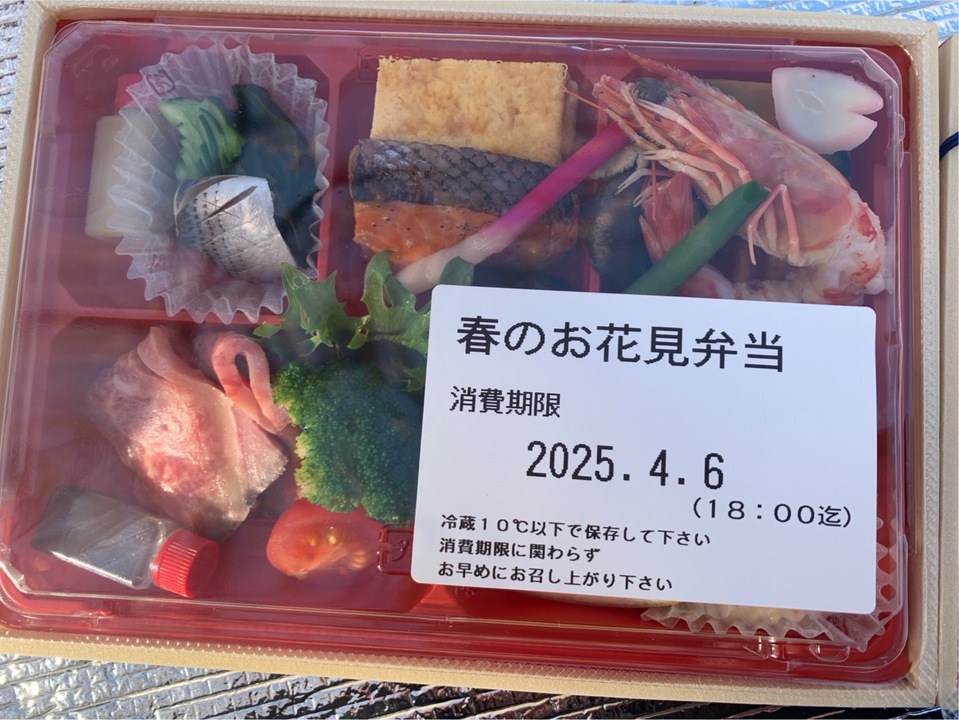 春のお花見弁当
消費期限
2025.4.6
(18:00迄)
冷蔵10℃以下で保存して下さい
消費期限に関わらず
お早めにお召し上がり下さい